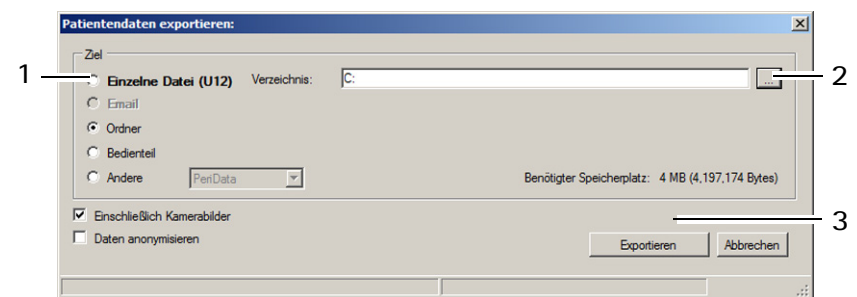 Patientendaten exportieren:
Ziel
1 Einzelne Datei (U12) Verzeichnis: C: ... 2
Email
Ordner
Bedienteil
Andere PeriData Benötigter Speicherplatz: 4 MB (4,197,174 Bytes)
Einschließlich Kamerabilder 3
Daten anonymisieren Exportieren Abbrechen